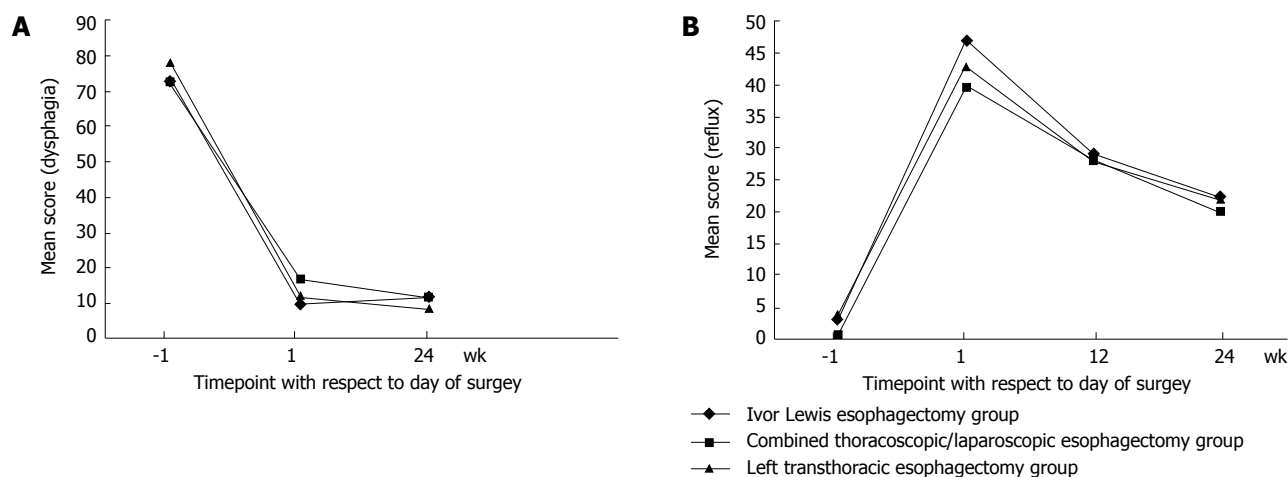 A
Mean score (dysphagia)
90
80
70
60
50
40
30
20
10
0
-1 1 24 wk
Timepoint with respect to day of surgey
B
Mean score (reflux)
50
45
40
35
30
25
20
15
10
5
0
-1 1 12 24 wk
Timepoint with respect to day of surgey
Ivor Lewis esophagectomy group
Combined thoracoscopic/laparoscopic esophagectomy group
Left transthoracic esophagectomy group